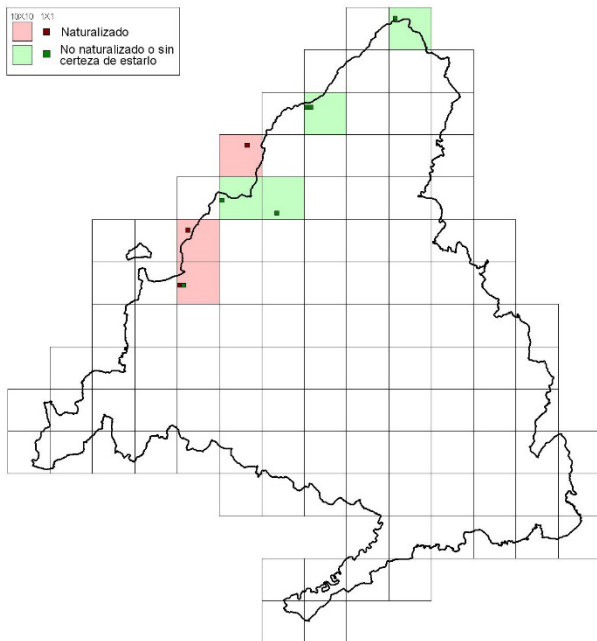 10X10 1X1
Naturalizado
No naturalizado o sin
certeza de estarlo